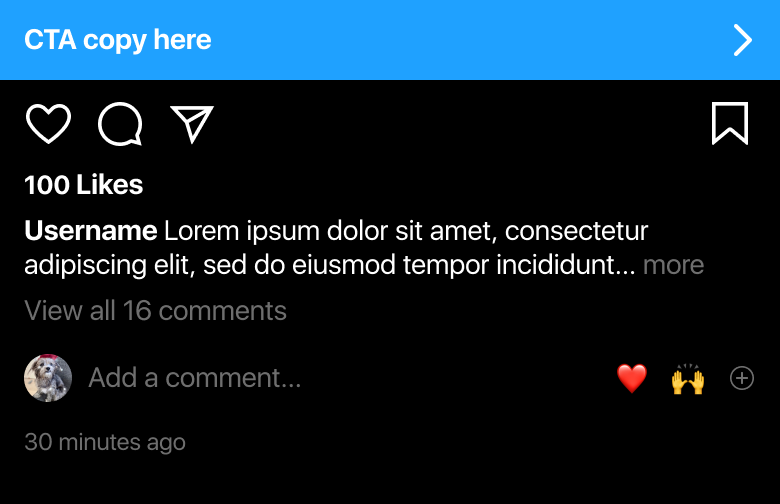 CTA copy here
100 Likes
Username Lorem ipsum dolor sit amet, consectetur
adipiscing elit, sed do eiusmod tempor incididunt... more
View all 16 comments
Add a comment...
30 minutes ago